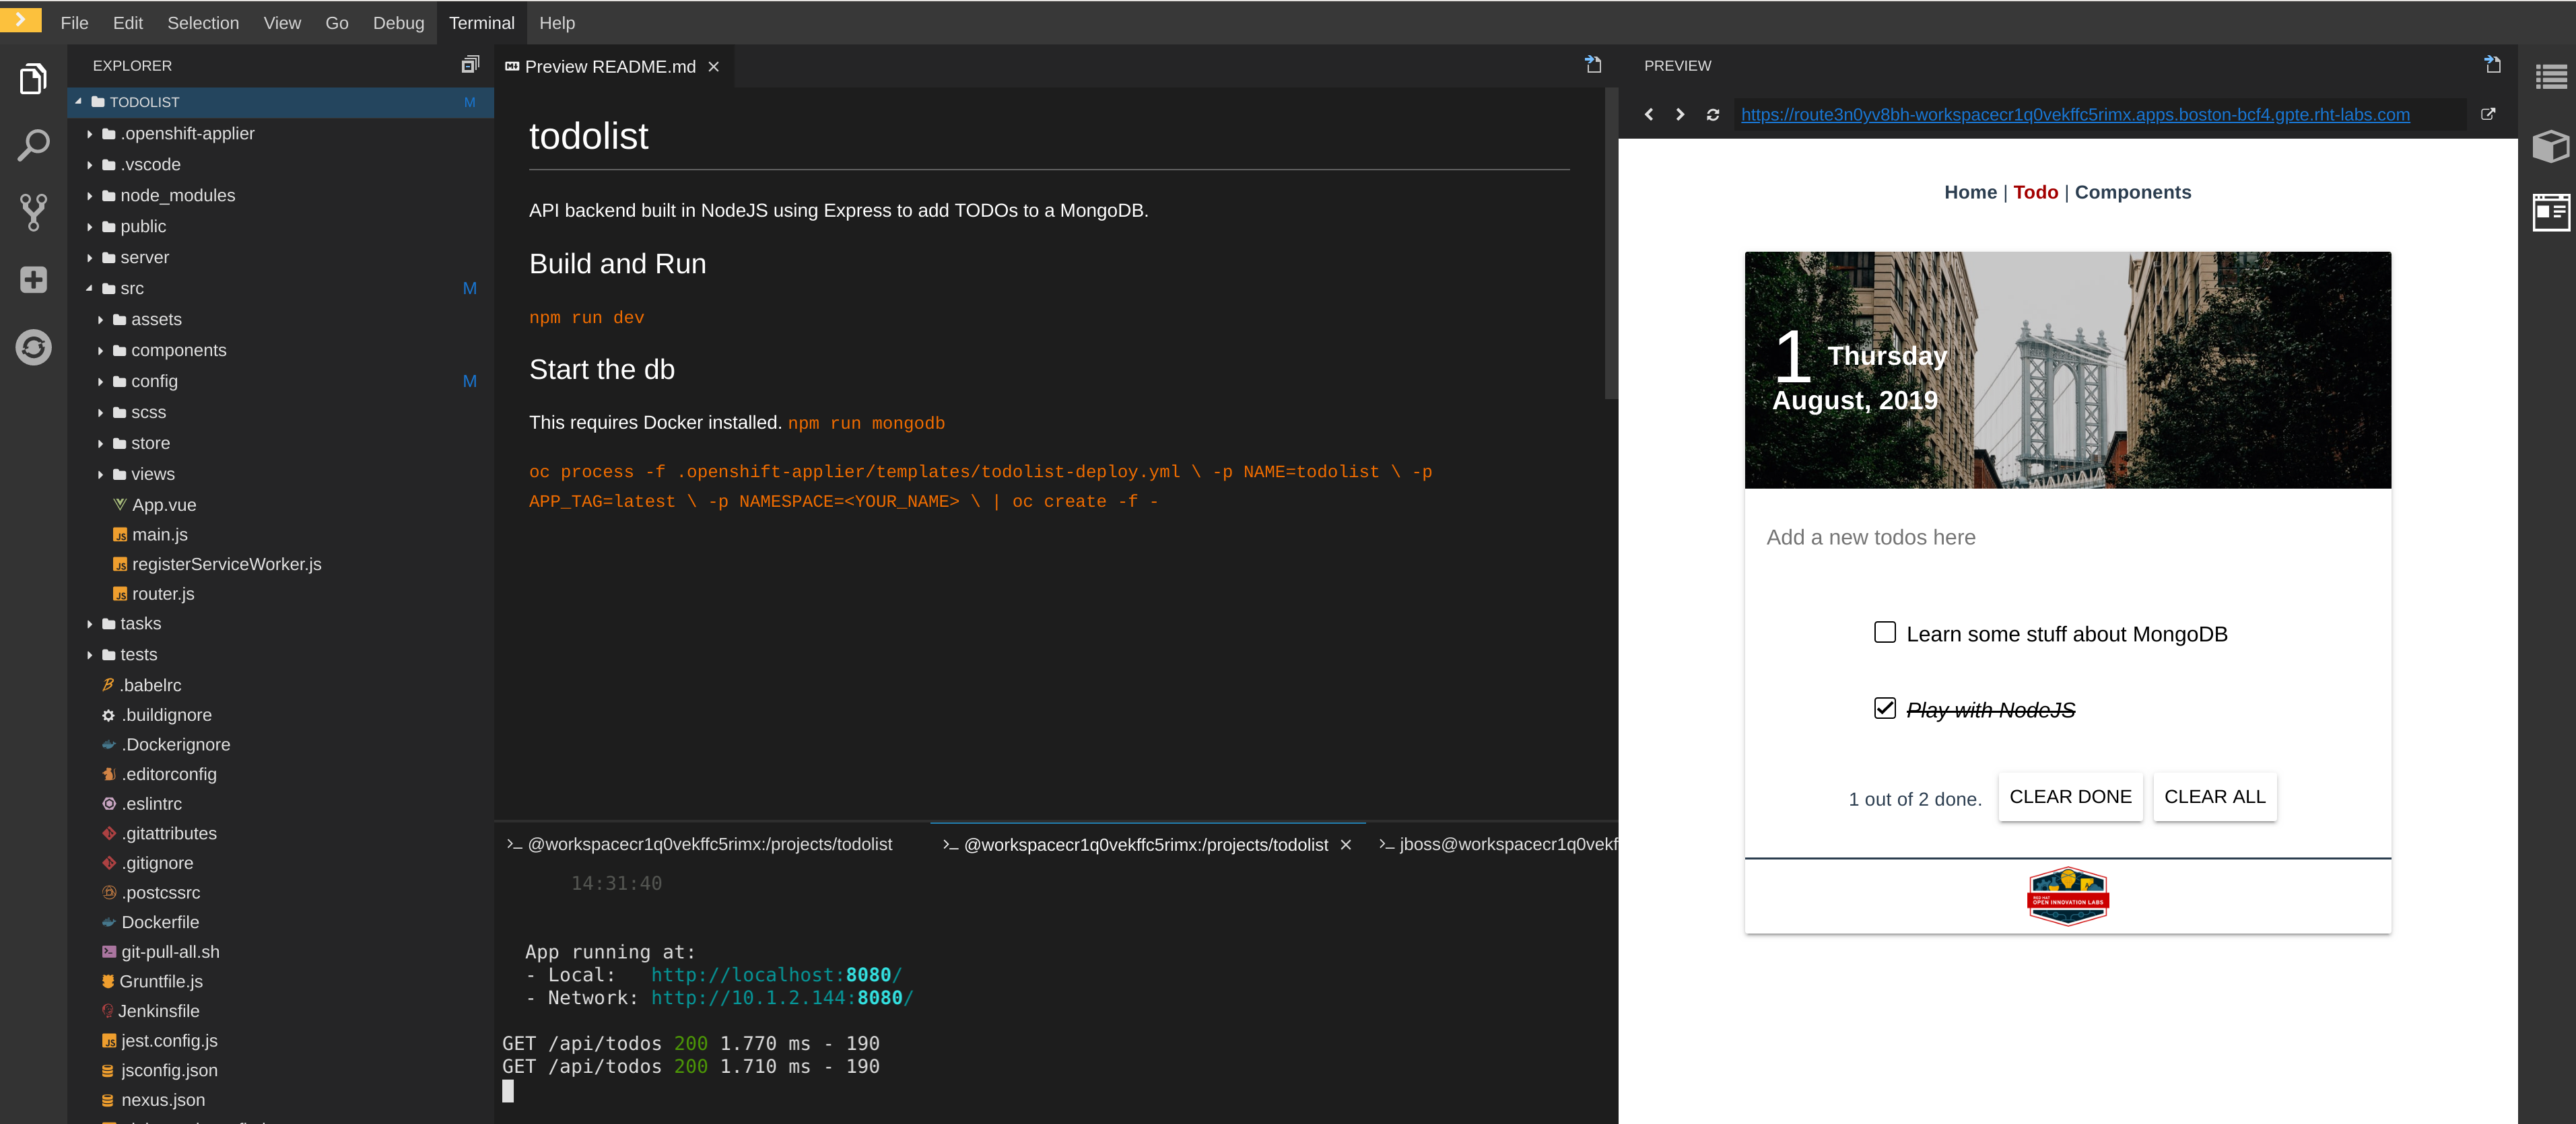 File Edit Selection View Go Debug Terminal Help
EXPLORER
TODOLIST M
.openshift-applier
.vscode
node_modules
public
server
src M
assets
components
config M
scss
store
views
App.vue
main.js
registerServiceWorker.js
router.js
tasks
tests
.babelrc
.buildignore
.Dockerignore
.editorconfig
.eslintrc
.gitattributes
.gitignore
.postcssrc
Dockerfile
git-pull-all.sh
Gruntfile.js
Jenkinsfile
jest.config.js
jsconfig.json
nexus.json
Preview README.md
todolist
API backend built in NodeJS using Express to add TODOs to a MongoDB.
Build and Run
npm run dev
Start the db
This requires Docker installed. npm run mongodb
oc process -f .openshift-applier/templates/todolist-deploy.yml \ -p NAME=todolist \ -p
APP_TAG=latest \ -p NAMESPACE=<YOUR_NAME> \ | oc create -f -
@workspacecr1q0vekffc5rimx:/projects/todolist
@workspacecr1q0vekffc5rimx:/projects/todolist
jboss@workspacecr1q0vekf
14:31:40
App running at:
- Local: http://localhost:8080/
- Network: http://10.1.2.144:8080/
GET /api/todos 200 1.770 ms - 190
GET /api/todos 200 1.710 ms - 190
PREVIEW
https://route3n0yv8bh-workspacecr1q0vekffc5rimx.apps.boston-bcf4.gpte.rht-labs.com
Home | Todo | Components
1 Thursday
August, 2019
Add a new todos here
Learn some stuff about MongoDB
Play with NodeJS
1 out of 2 done. CLEAR DONE CLEAR ALL
RED HAT
OPEN INNOVATION LABS